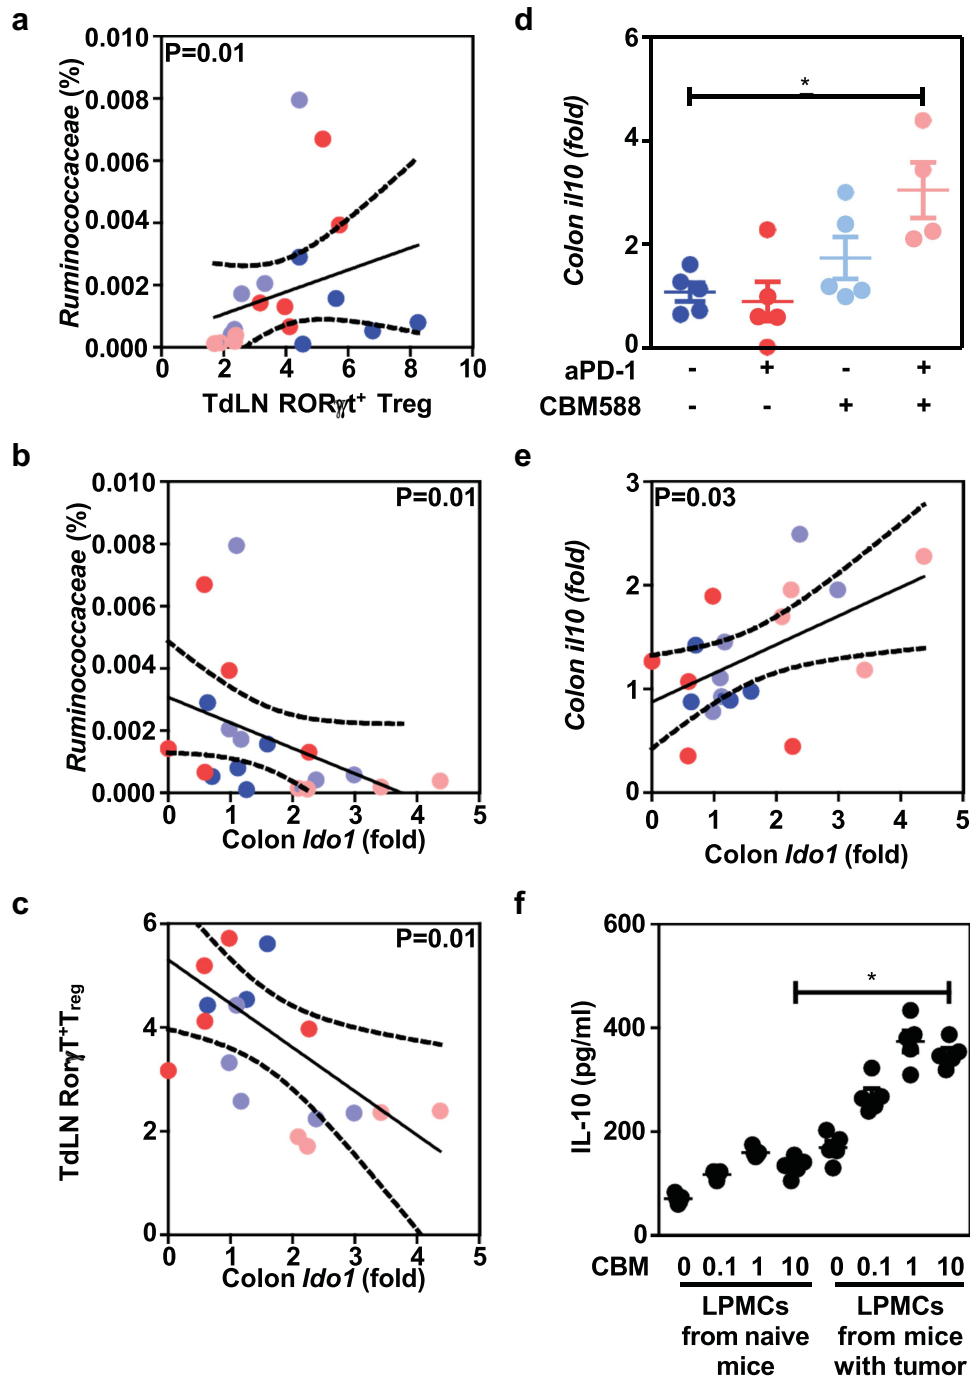 a
0.010
0.008
0.006
0.004
0.002
0.000
Ruminococcaceae (%)
P=0.01
0 2 4 6 8 10
TdLN RORγt+ Treg
b
0.010
0.008
0.006
0.004
0.002
0.000
Ruminococcaceae (%)
P=0.01
0 1 2 3 4 5
Colon Ido1 (fold)
c
6
4
2
0
TdLN RorγT+Treg
P=0.01
0 1 2 3 4 5
Colon Ido1 (fold)
d
6
4
2
0
Colon il10 (fold)
*
aPD-1 - + - +
CBM588 - - + +
e
3
2
1
0
Colon il10 (fold)
P=0.03
0 1 2 3 4 5
Colon Ido1 (fold)
f
600
400
200
0
IL-10 (pg/ml)
*
CBM 0 0.1 1 10 0 0.1 1 10
LPMCs
from naive
mice
LPMCs
from mice
with tumor